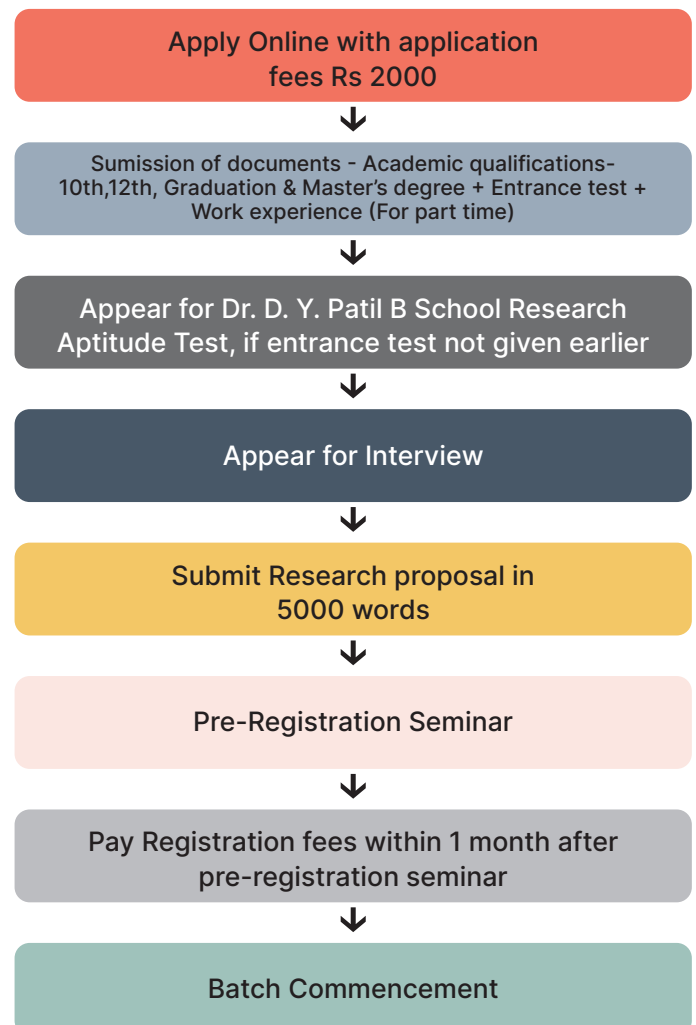 Apply Online with application
fees Rs 2000
Sumission of documents - Academic qualifications-
10th,12th, Graduation & Master's degree + Entrance test +
Work experience (For part time)
Appear for Dr. D. Y. Patil B School Research
Aptitude Test, if entrance test not given earlier
Appear for Interview
Submit Research proposal in
5000 words
Pre-Registration Seminar
Pay Registration fees within 1 month after
pre-registration seminar
Batch Commencement